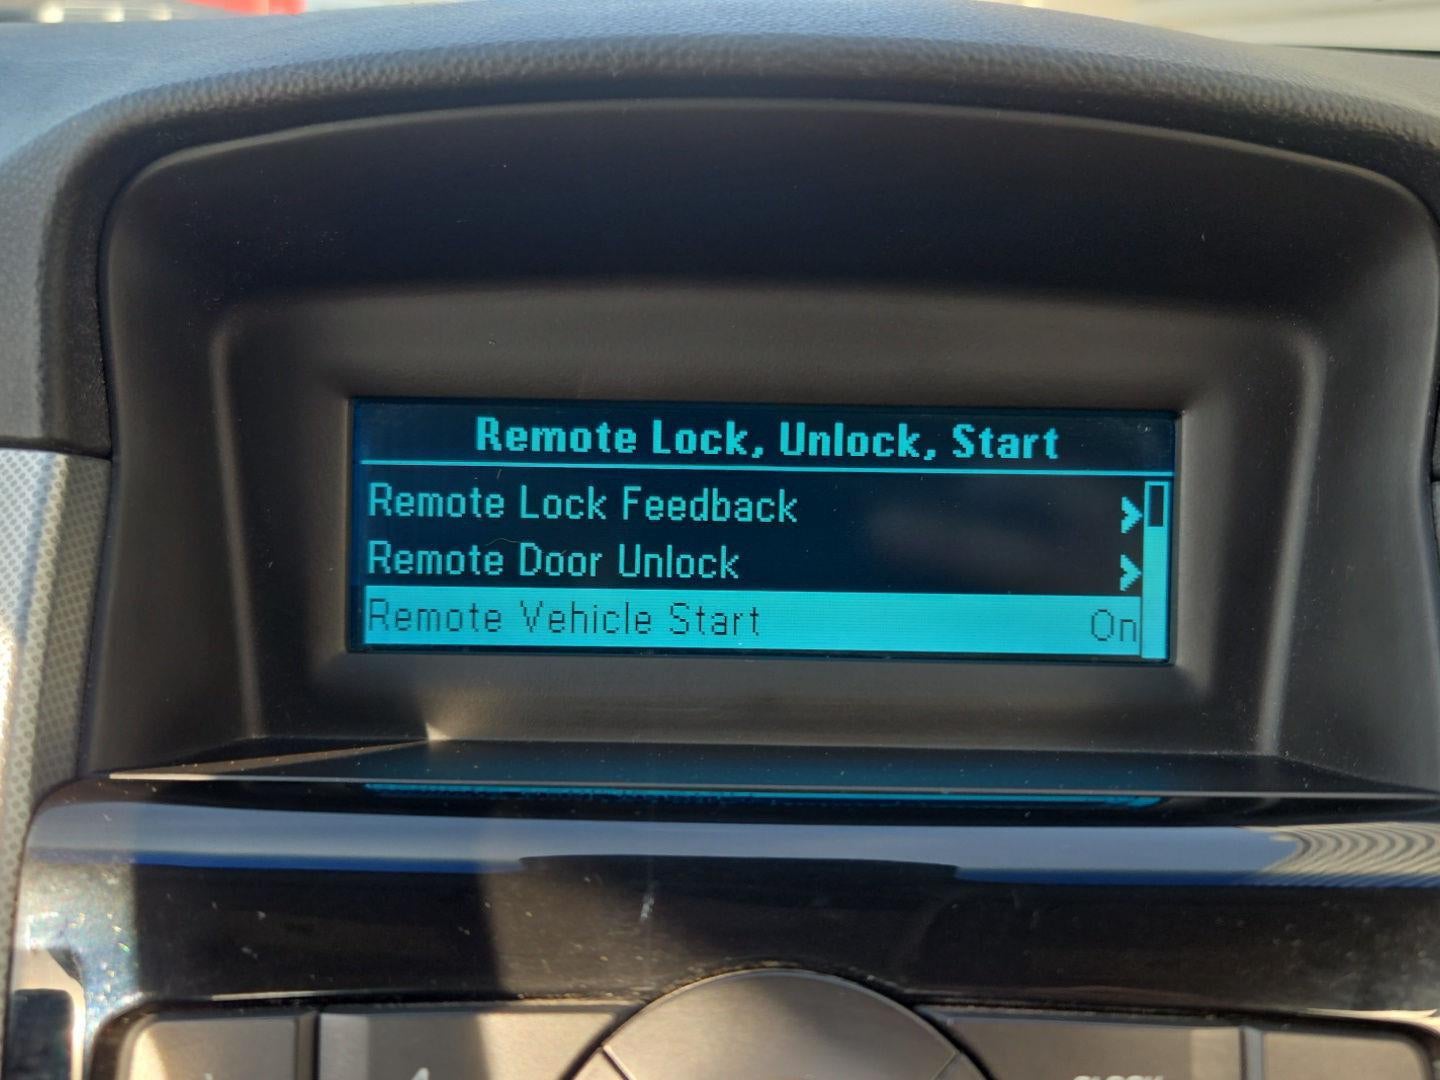 Remote Lock, Unlock, Start
Remote Lock Feedback
Remote Door Unlock
Remote Vehicle Start On